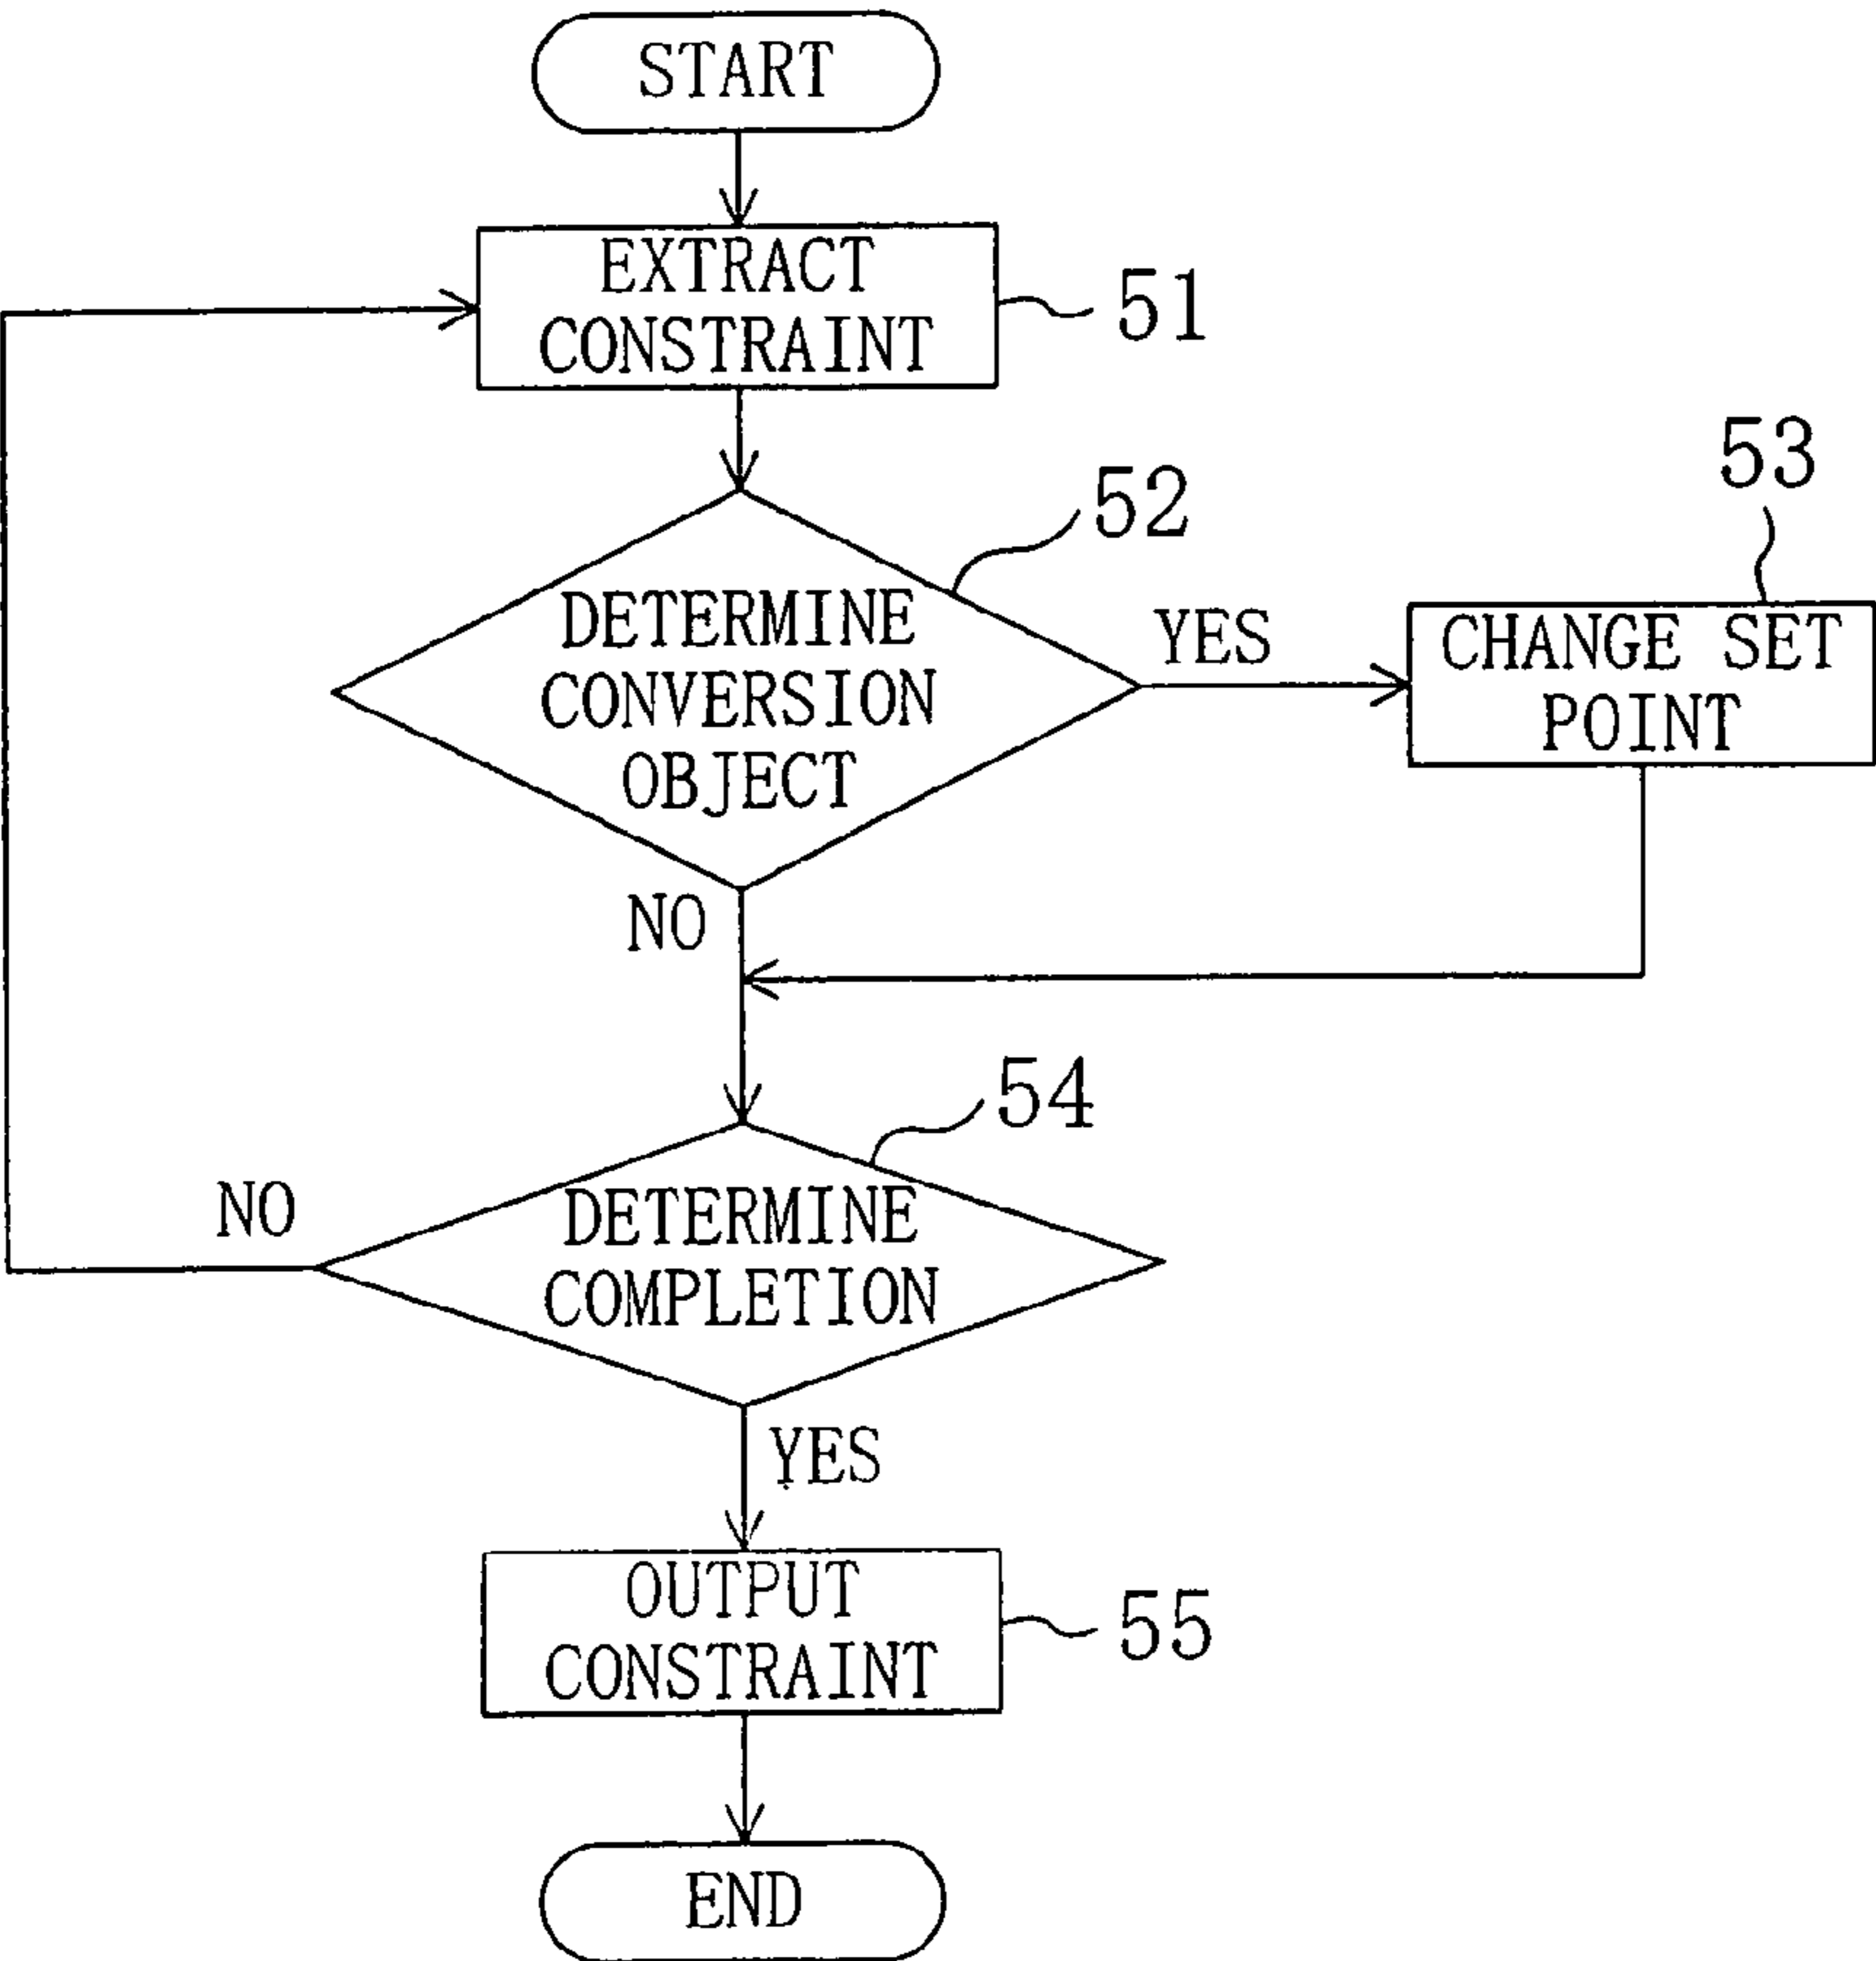 START
EXTRACT
CONSTRAINT
51
52
53
DETERMINE
CONVERSION
OBJECT
YES
CHANGE SET
POINT
NO
54
NO
DETERMINE
COMPLETION
YES
OUTPUT
CONSTRAINT
55
END